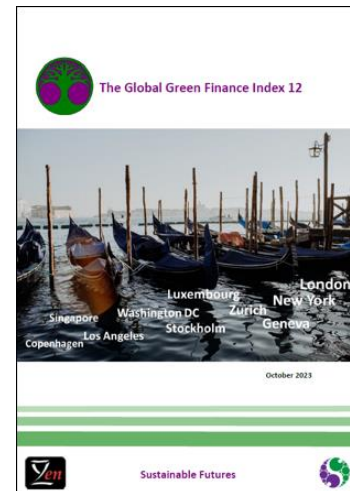 The Global Green Finance Index 12
London
Luxembourg
New York
Singapore
Washington DC
Zurich
Los Angeles
Stockholm
Geneva
Copenhagen
October 2023
Yen
Sustainable Futures